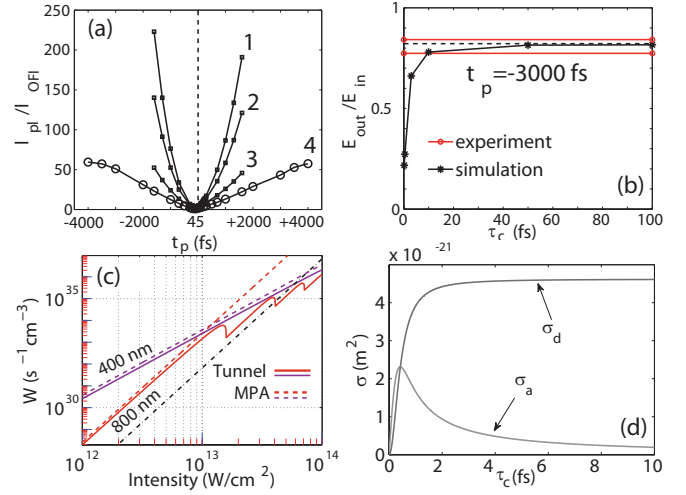 (a)
250
200
150
100
50
0
I_pl / I_OFI
1
2
3
4
-4000 -2000 45 +2000 +4000
t_p (fs)
1
0.5
0
E_out/E_in
t_p=-3000 fs
experiment
simulation
(b)
0 20 40 60 80 100
τ_c (fs)
(c)
10^35
10^30
W (s^-1 cm^-3)
400 nm
800 nm
Tunnel
MPA
10^12 10^13 10^14
Intensity (W/cm^2)
x 10^-21
6
4
2
0
σ (m^2)
σ_d
σ_a
(d)
0 2 4 6 8 10
τ_c (fs)